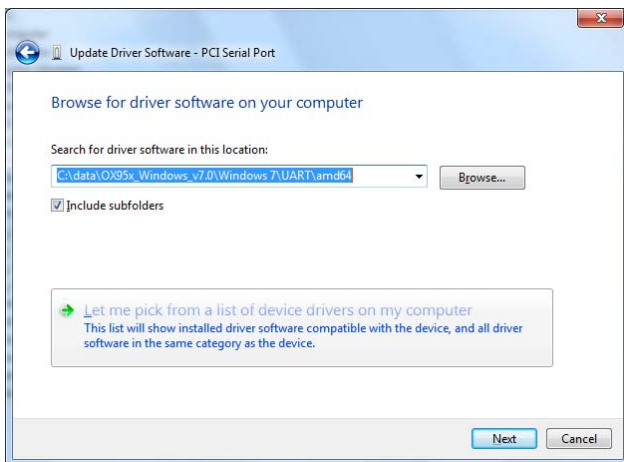 Update Driver Software - PCI Serial Port
Browse for driver software on your computer
Search for driver software in this location:
C:\data\OX95x_Windows_v7.0\Windows 7\UART\amd64
Browse...
Include subfolders
Let me pick from a list of device drivers on my computer
This list will show installed driver software compatible with the device, and all driver
software in the same category as the device.
Next
Cancel